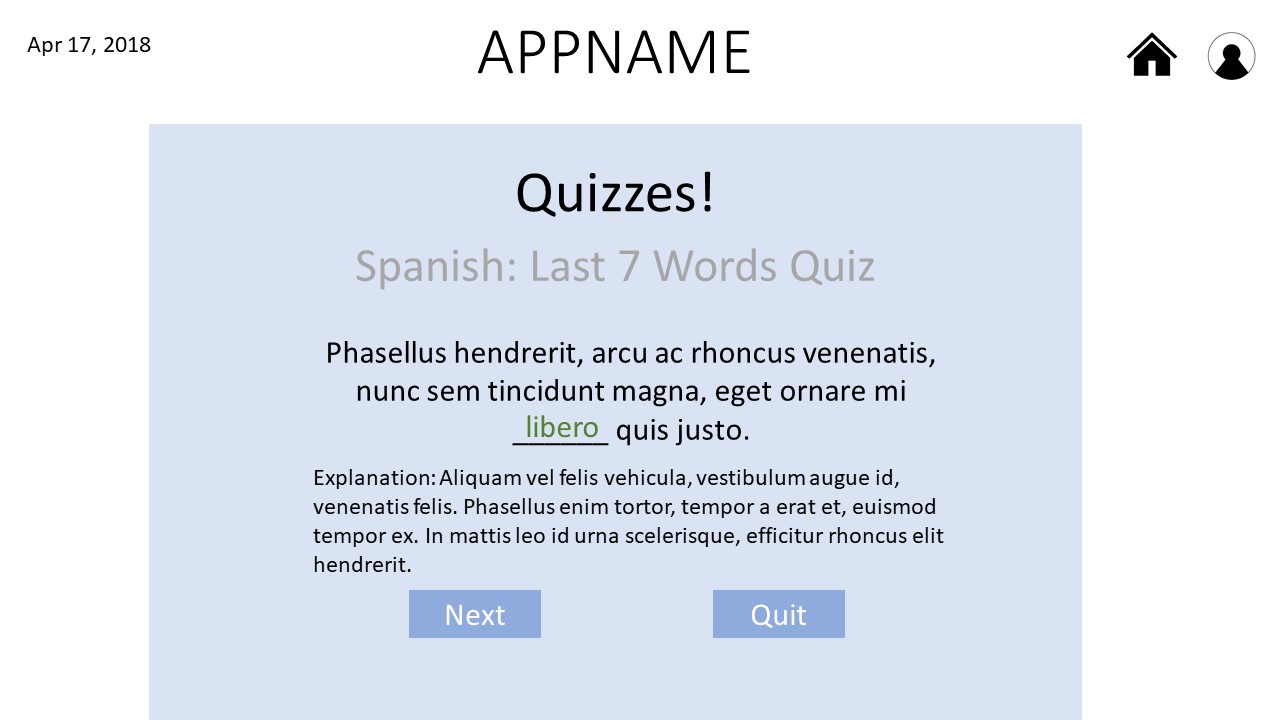 Apr 17, 2018
APPNAME
Quizzes!
Spanish: Last 7 Words Quiz
Phasellus hendrerit, arcu ac rhoncus venenatis,
nunc sem tincidunt magna, eget ornare mi
libero quis justo.
Explanation: Aliquam vel felis vehicula, vestibulum augue id,
venenatis felis. Phasellus enim tortor, tempor a erat et, euismod
tempor ex. In mattis leo id urna scelerisque, efficitur rhoncus elit
hendrerit.
Next
Quit